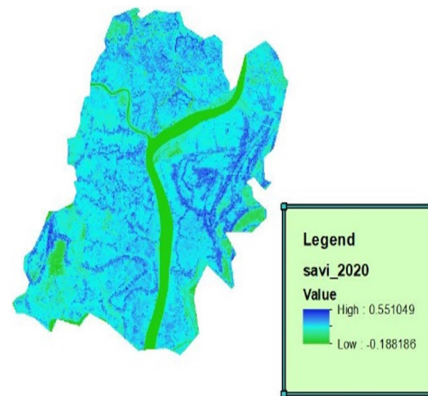 Legend
savi_2020
Value
High : 0.551049
Low : -0.188186